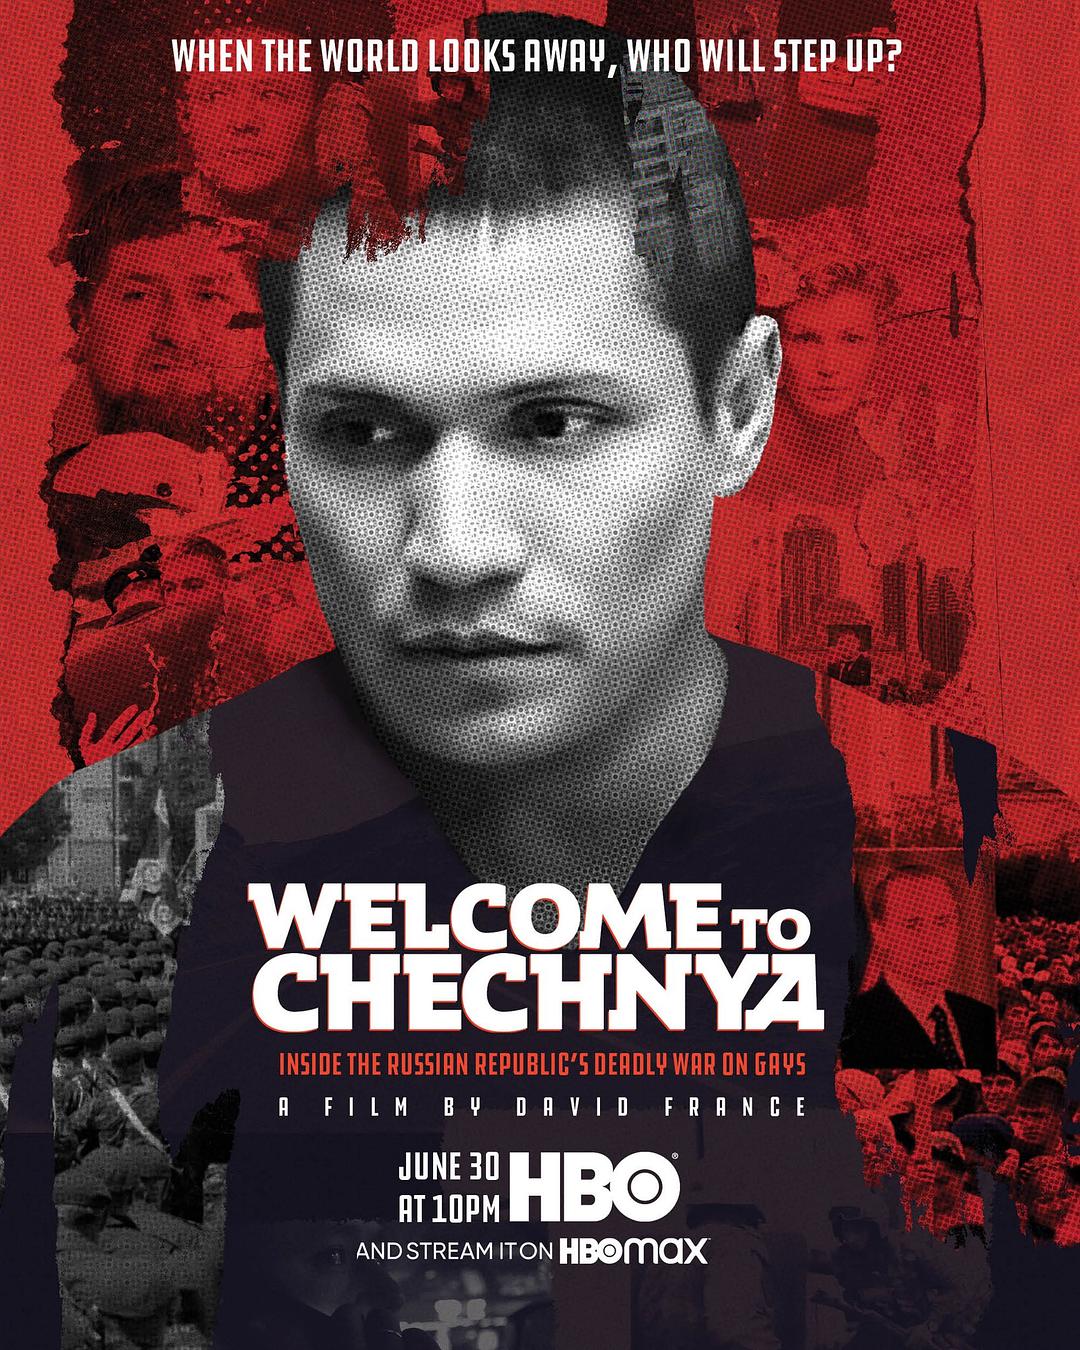 WHEN THE WORLD LOOKS AWAY, WHO WILL STEP UP?
WELCOME TO
CHECHNYA
INSIDE THE RUSSIAN REPUBLIC'S DEADLY WAR ON GAYS
A FILM BY DAVID FRANCE
JUNE 30
AT 10PM HBO®
AND STREAM IT ON HBOMAX